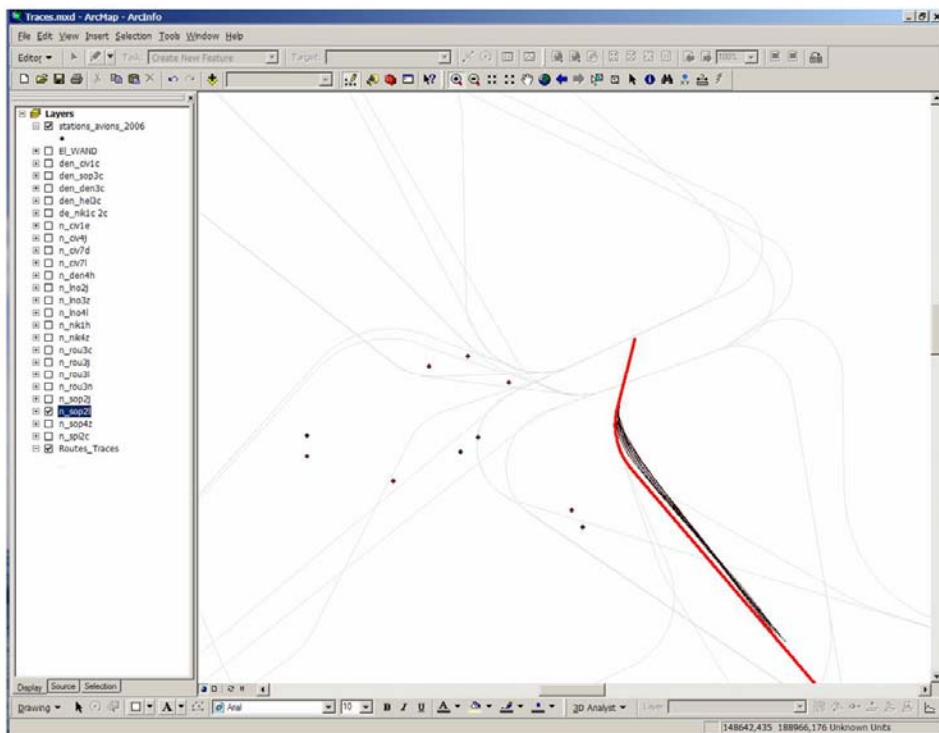 Traces.mxd - ArcMap - ArcInfo
File Edit View Insert Selection Tools Window Help
Editor Task: Create New Feature Target:
100%
Layers
stations_avions_2006
El_WAND
den_civ1c
den_sop3c
den_den3c
den_hel3c
de_nik1c 2c
n_civ1e
n_civ4j
n_civ7d
n_civ7l
n_den4h
n_lno2j
n_lno3z
n_lno4l
n_nik1h
n_nik4z
n_rou3c
n_rou3j
n_rou3l
n_rou3n
n_sop2j
n_sop2l
n_sop4z
n_spi2c
Routes_Traces
Display Source Selection
Drawing A Arial 10 B I U A 3D Analyst Layer:
148642,435 188966,176 Unknown Units